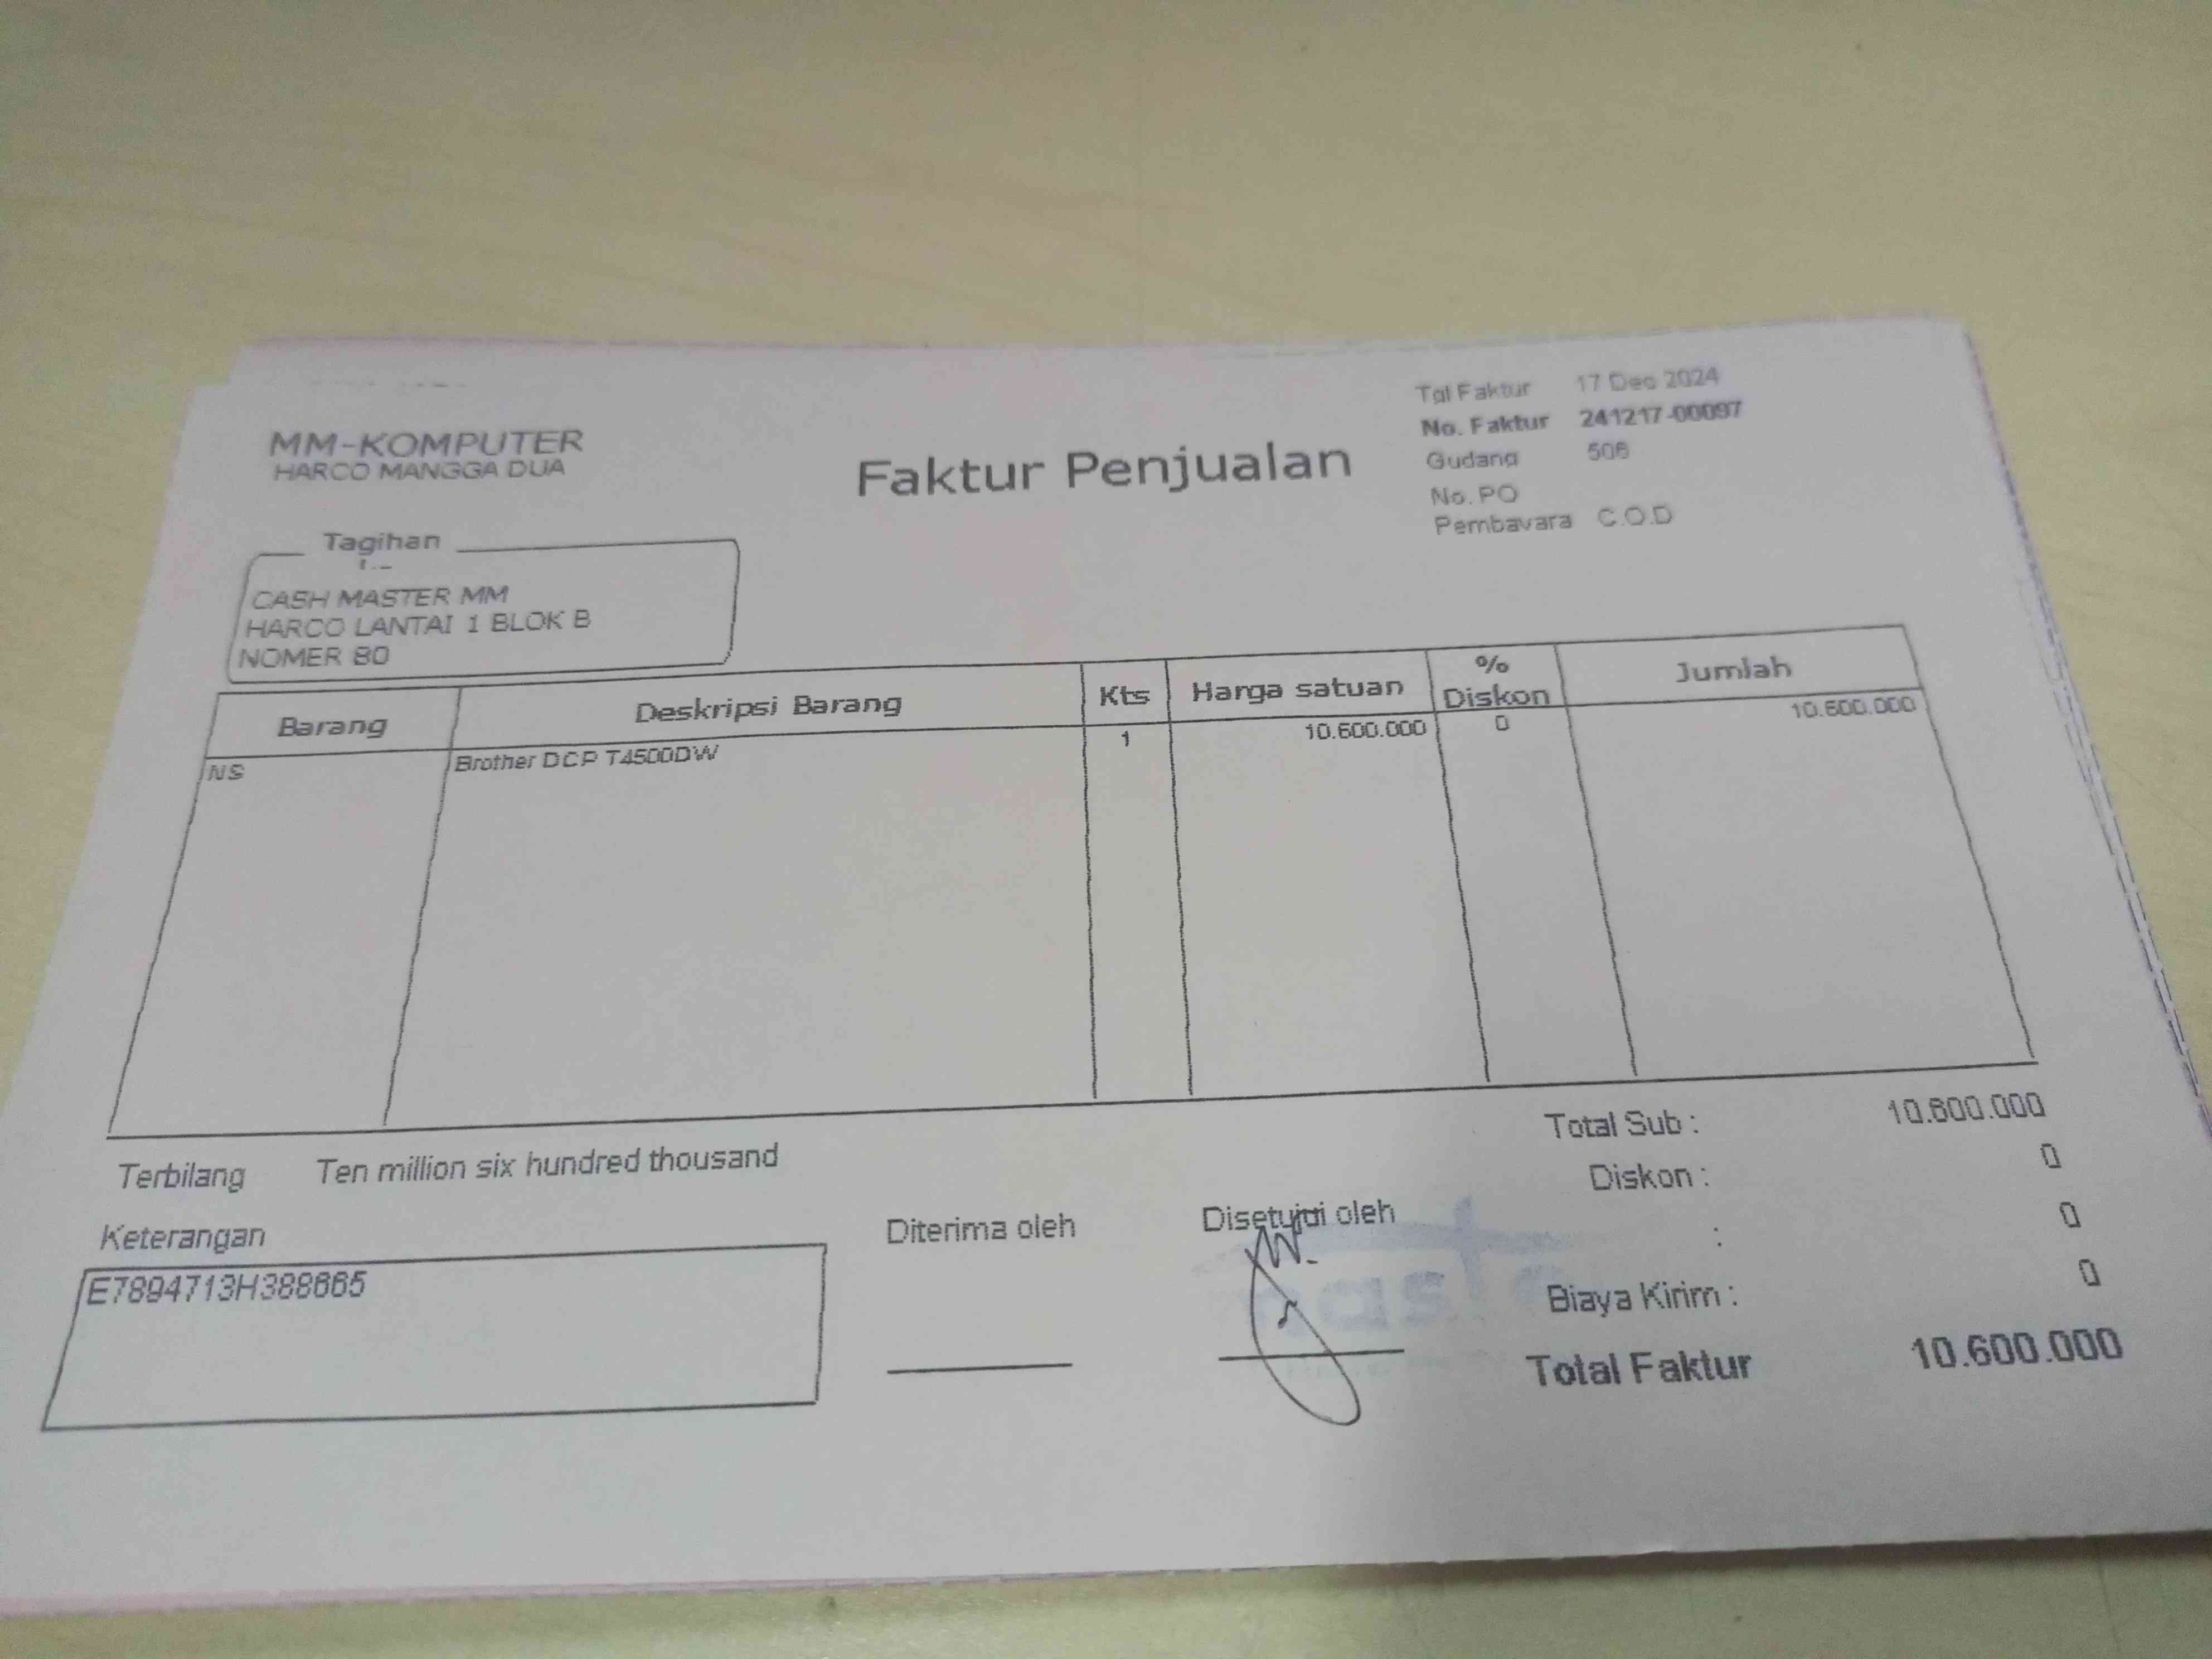 MM-KOMPUTER
HARCO MANGGA DUA
Faktur Penjualan
Tgl Faktur 17 Dec 2024
No. Faktur 241217-00097
Gudang 506
No. PO
Pembayara C.O.D
Tagihan
CASH MASTER MM
HARCO LANTAI 1 BLOK B
NOMER 80
Barang Deskripsi Barang Kts Harga satuan % Diskon Jumlah
NS Brother DCP T4500DW 1 10.600.000 0 10.600.000
Terbilang Ten million six hundred thousand
Total Sub : 10.600.000
Diskon : 0
: 0
Biaya Kirim : 0
Total Faktur 10.600.000
Keterangan
E7894713H388665
Diterima oleh
Disetujui oleh